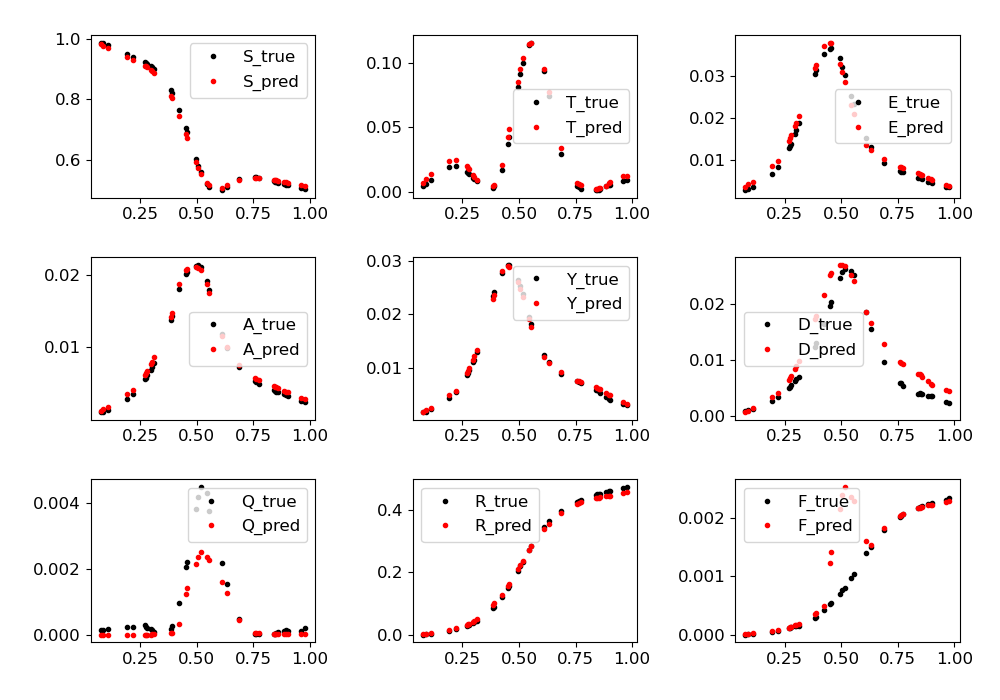 1.0
0.8
0.6
0.25 0.50 0.75 1.00
S_true
S_pred
0.10
0.05
0.00
0.25 0.50 0.75 1.00
T_true
T_pred
0.03
0.02
0.01
0.25 0.50 0.75 1.00
E_true
E_pred
0.02
0.01
0.25 0.50 0.75 1.00
A_true
A_pred
0.03
0.02
0.01
0.25 0.50 0.75 1.00
Y_true
Y_pred
0.02
0.01
0.00
0.25 0.50 0.75 1.00
D_true
D_pred
0.004
0.002
0.000
0.25 0.50 0.75 1.00
Q_true
Q_pred
0.4
0.2
0.0
0.25 0.50 0.75 1.00
R_true
R_pred
0.002
0.001
0.000
0.25 0.50 0.75 1.00
F_true
F_pred